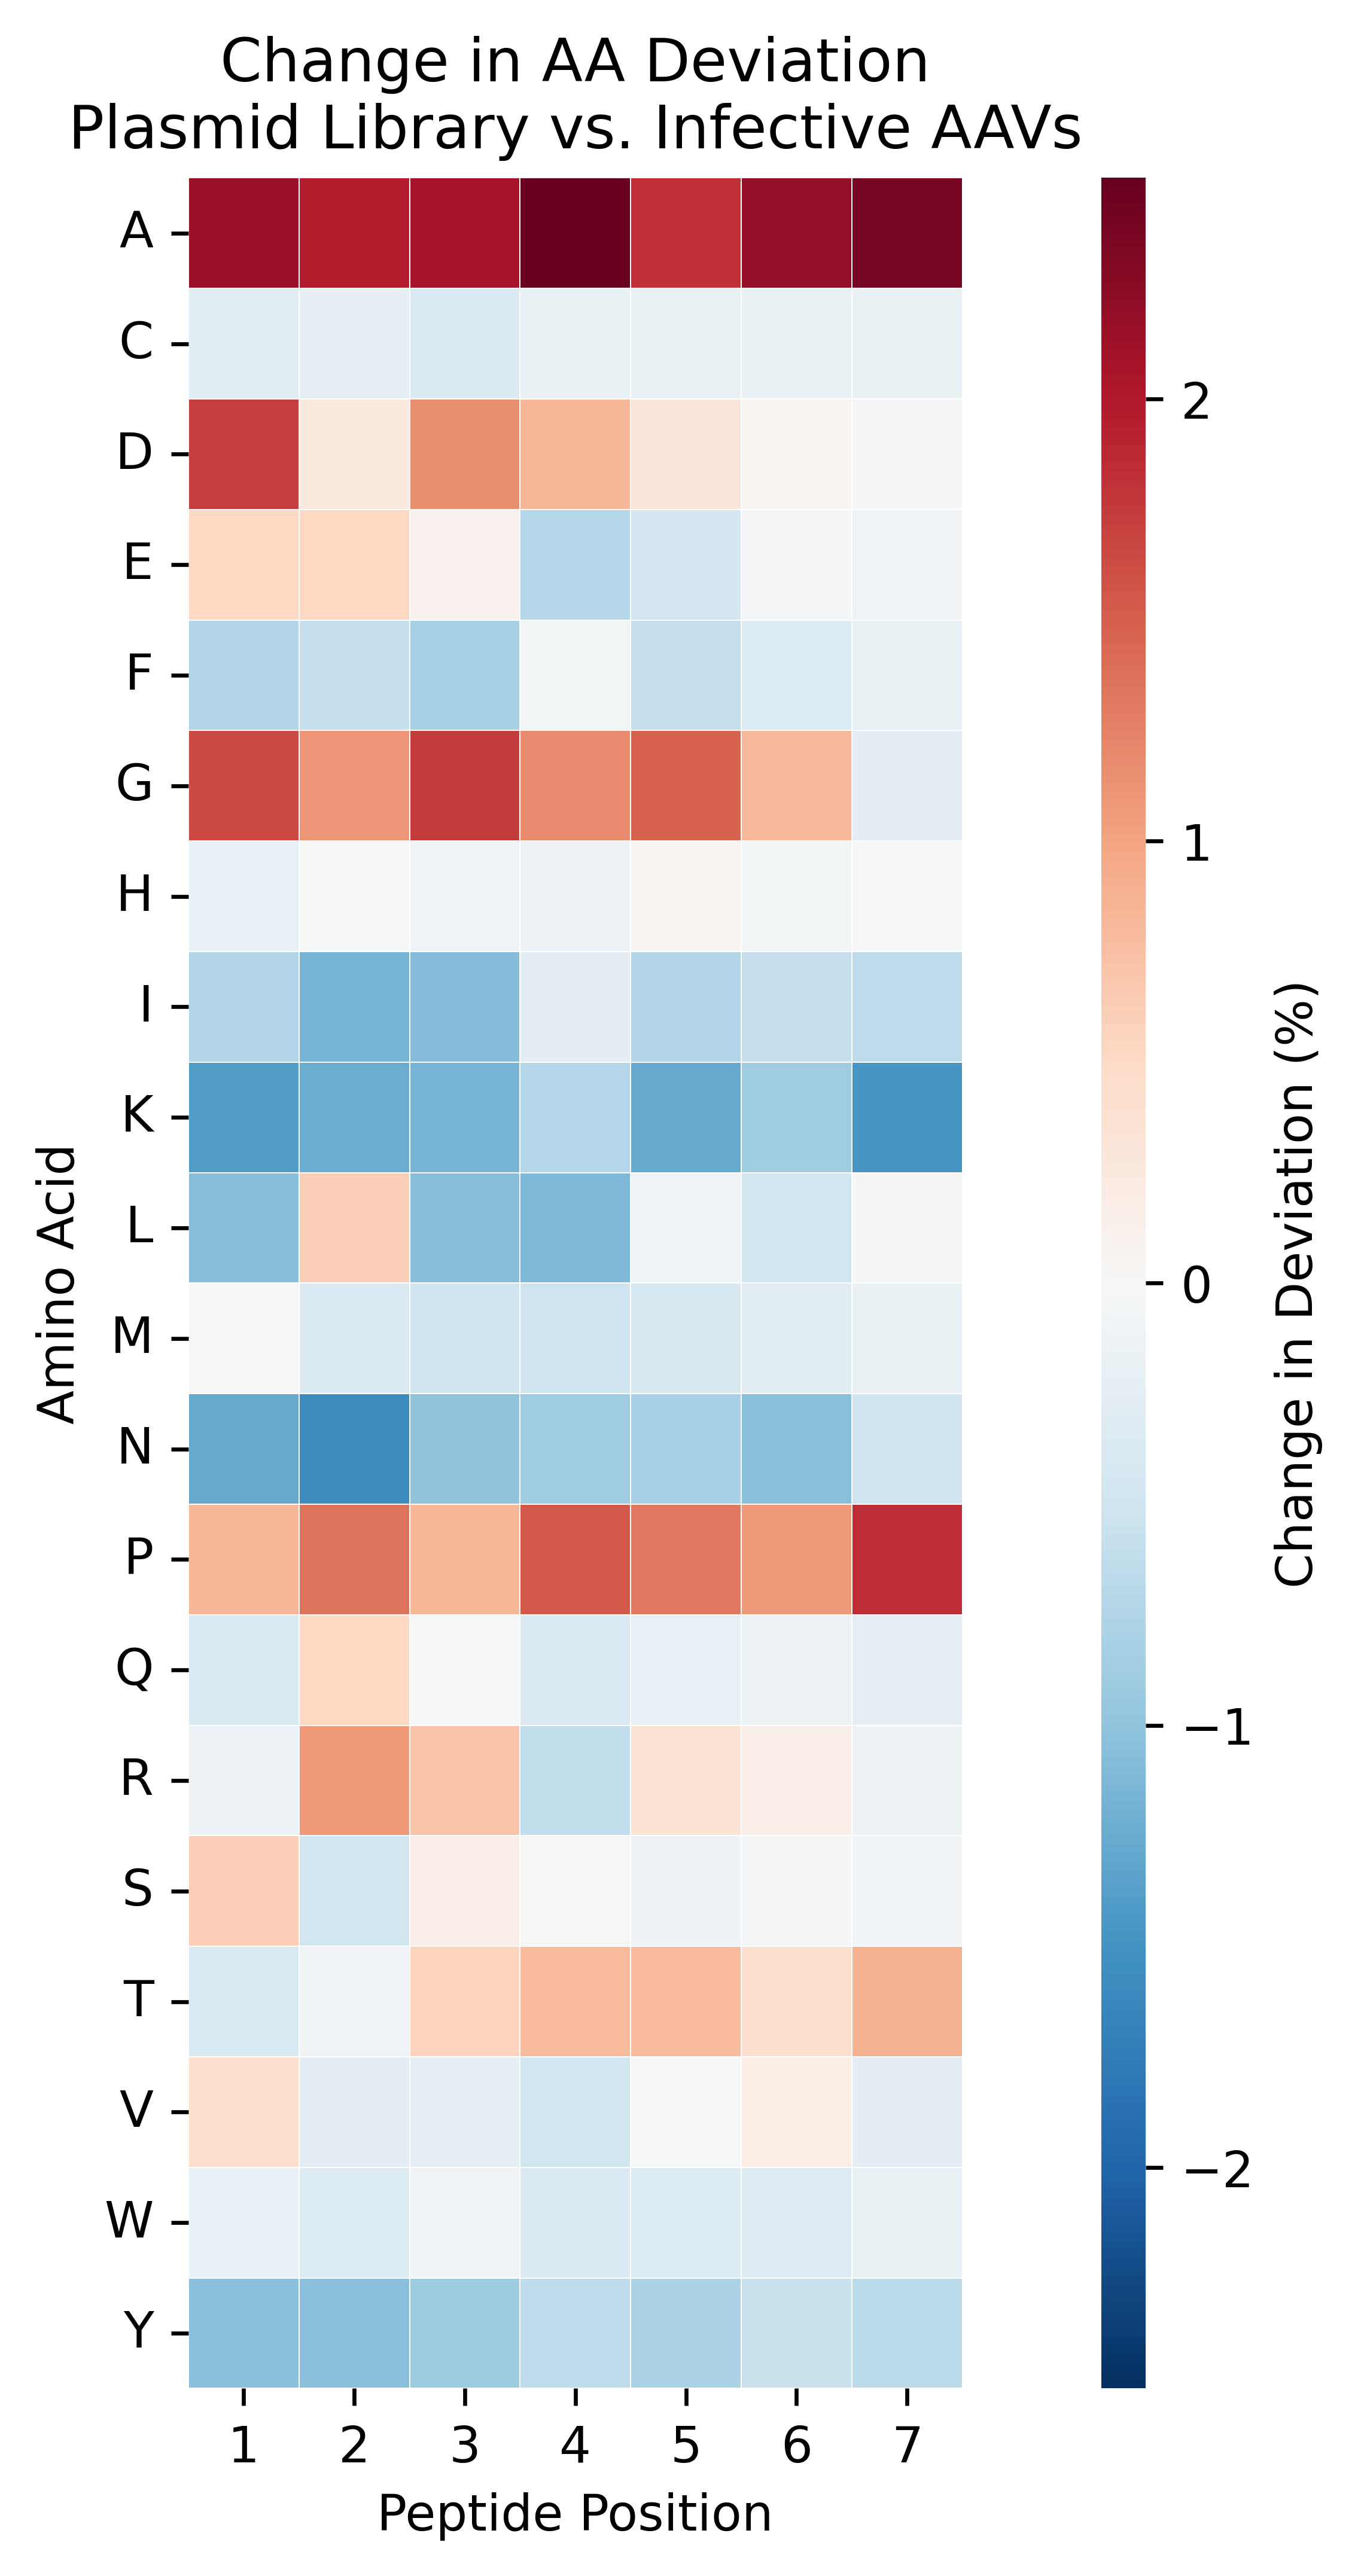 Change in AA Deviation
Plasmid Library vs. Infective AAVs
A
C
D
E
F
G
H
I
K
L
M
N
P
Q
R
S
T
V
W
Y
Amino Acid
1 2 3 4 5 6 7
Peptide Position
2
1
0
−1
−2
Change in Deviation (%)